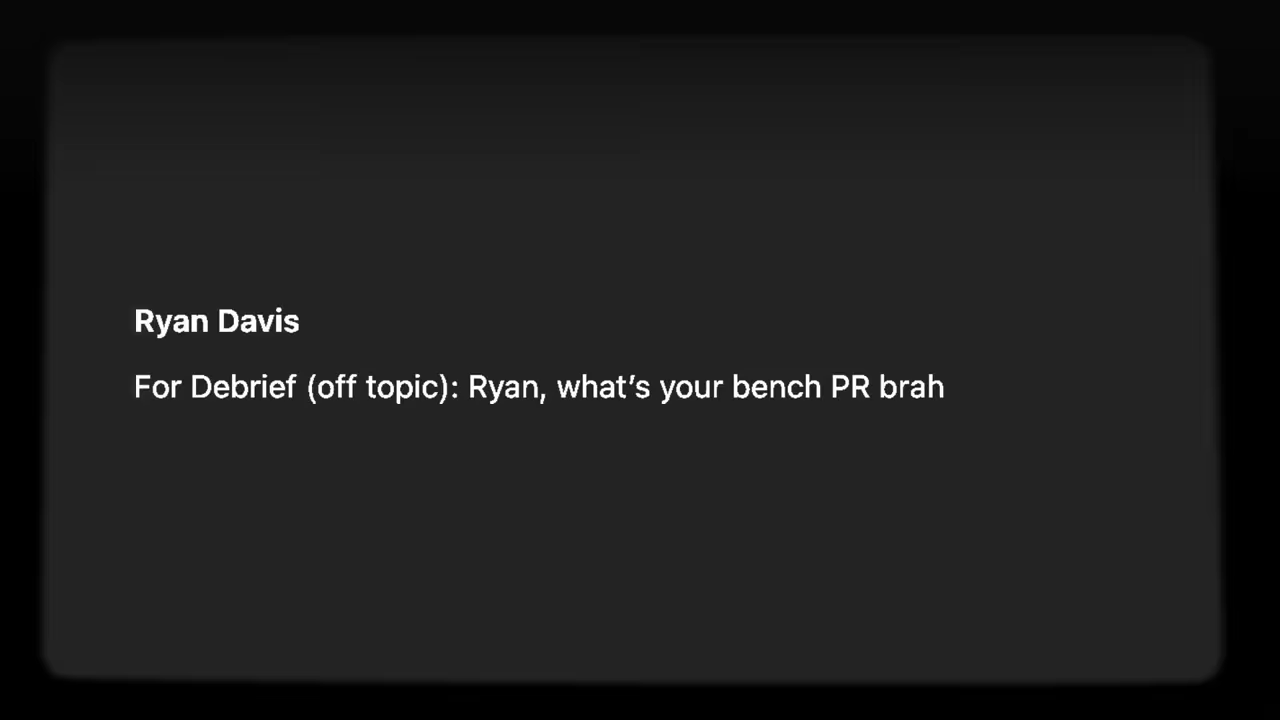 Ryan Davis
For Debrief (off topic): Ryan, what’s your bench PR brah